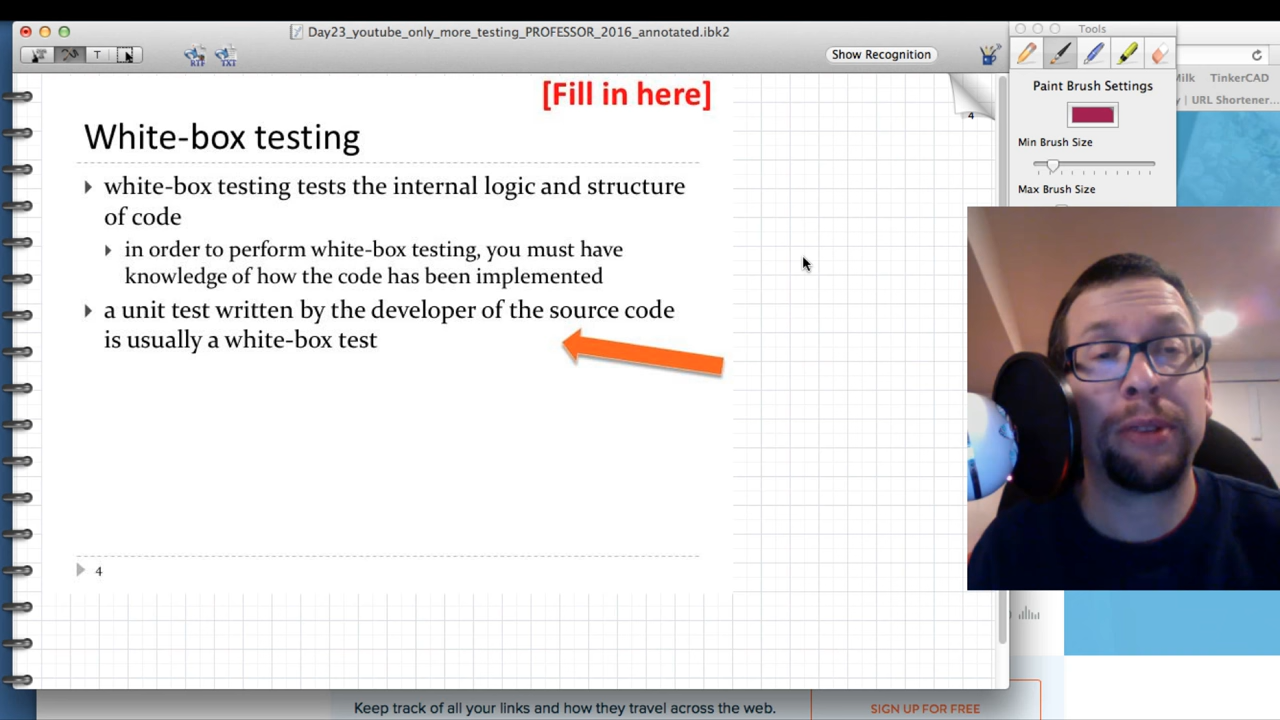 Day23_youtube_only_more_testing_PROFESSOR_2016_annotated.ibk2
Tools
T
RTF
TXT
Show Recognition
Milk TinkerCAD
URL Shortener...
Paint Brush Settings
Min Brush Size
Max Brush Size
[Fill in here]
4
White-box testing
white-box testing tests the internal logic and structure
of code
in order to perform white-box testing, you must have
knowledge of how the code has been implemented
a unit test written by the developer of the source code
is usually a white-box test
4
Keep track of all your links and how they travel across the web.
SIGN UP FOR FREE